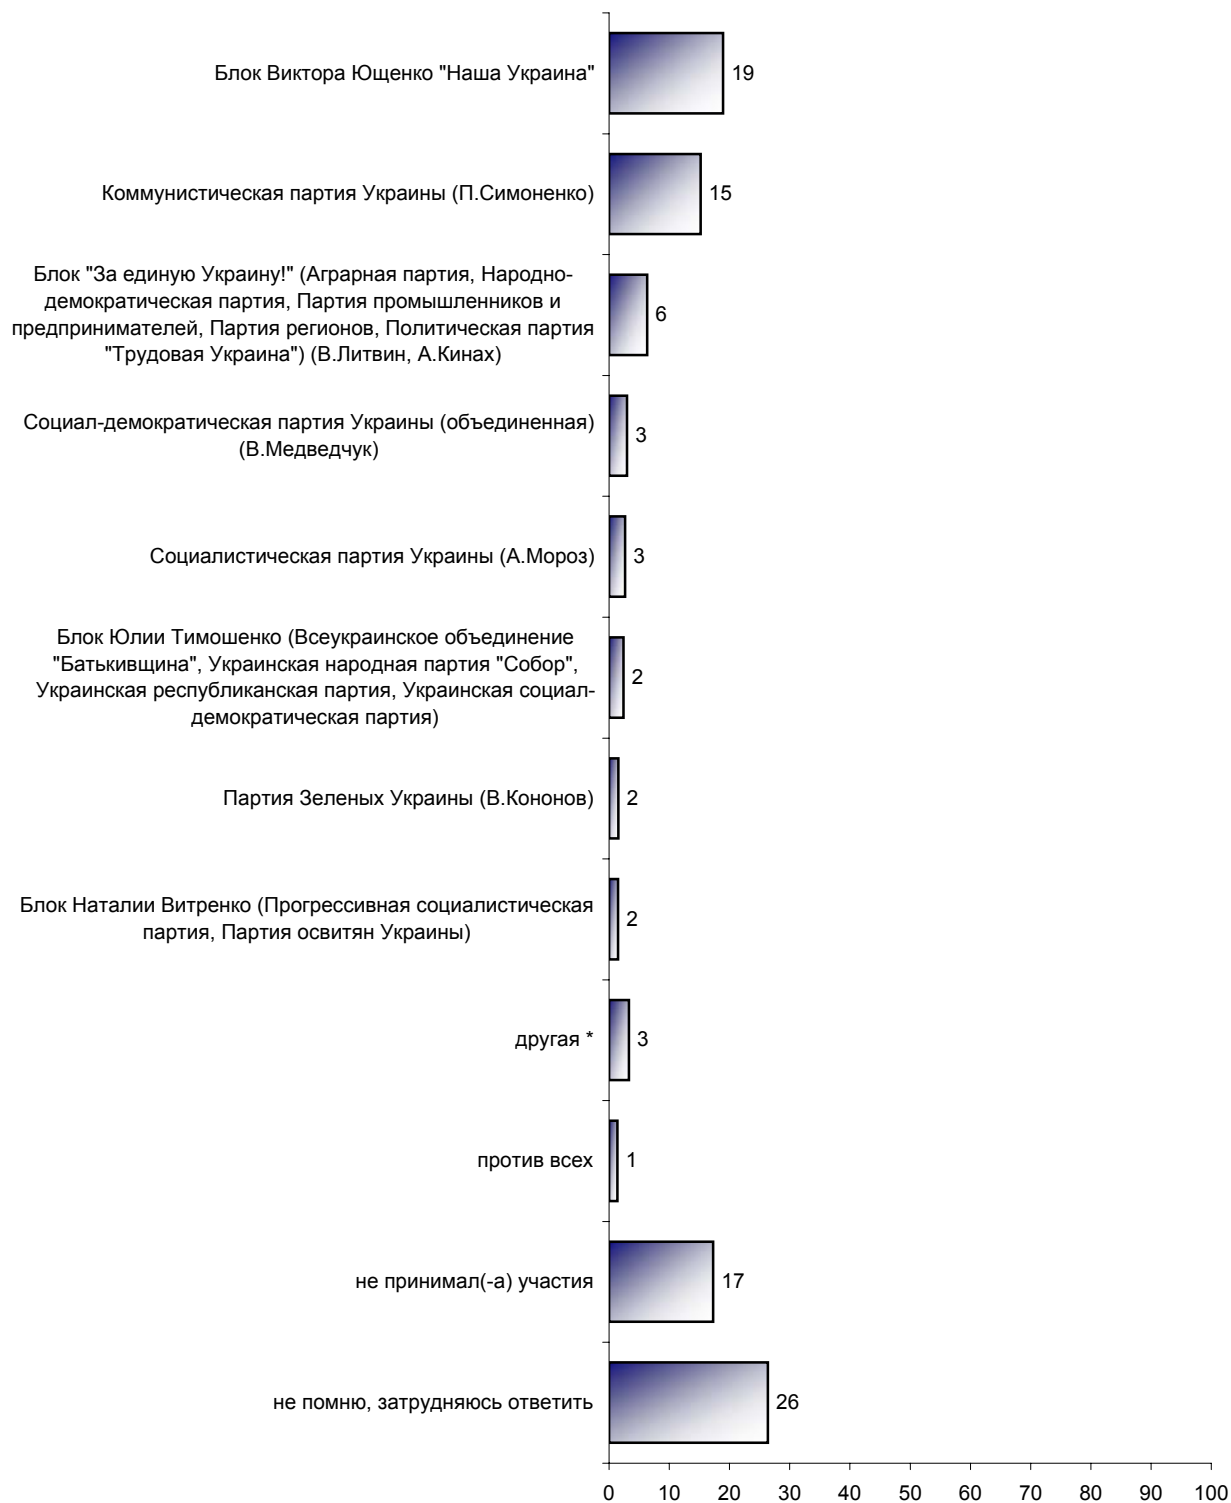 Блок Виктора Ющенко "Наша Украина"
19
Коммунистическая партия Украины (П.Симоненко)
15
Блок "За единую Украину!" (Аграрная партия, Народно-
демократическая партия, Партия промышленников и
предпринимателей, Партия регионов, Политическая партия
"Трудовая Украина") (В.Литвин, А.Кинах)
6
Социал-демократическая партия Украины (объединенная)
(В.Медведчук)
3
Социалистическая партия Украины (А.Мороз)
3
Блок Юлии Тимошенко (Всеукраинское объединение
"Батькивщина", Украинская народная партия "Собор",
Украинская республиканская партия, Украинская социал-
демократическая партия)
2
Партия Зеленых Украины (В.Кононов)
2
Блок Наталии Витренко (Прогрессивная социалистическая
партия, Партия освитян Украины)
2
другая *
3
против всех
1
не принимал(-а) участия
17
не помню, затрудняюсь ответить
26
0 10 20 30 40 50 60 70 80 90 100